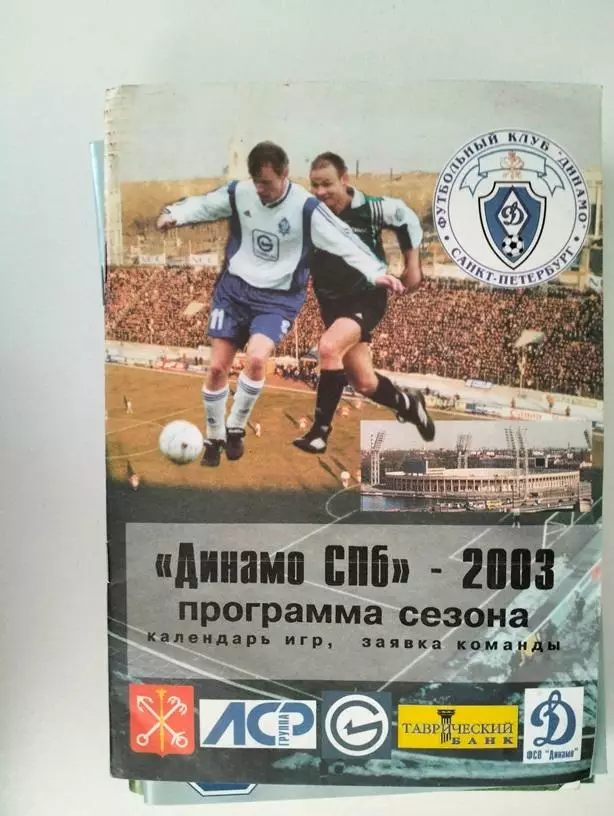 ФУТБОЛЬНЫЙ КЛУБ "ДИНАМО"
САНКТ-ПЕТЕРБУРГ
Д
11
«Динамо СПб» - 2003
программа сезона
календарь игр, заявка команды
ЛСР
ГРУППА
ТАВРИЧЕСКИЙ
БАНК
Д
ФСО "Динамо"